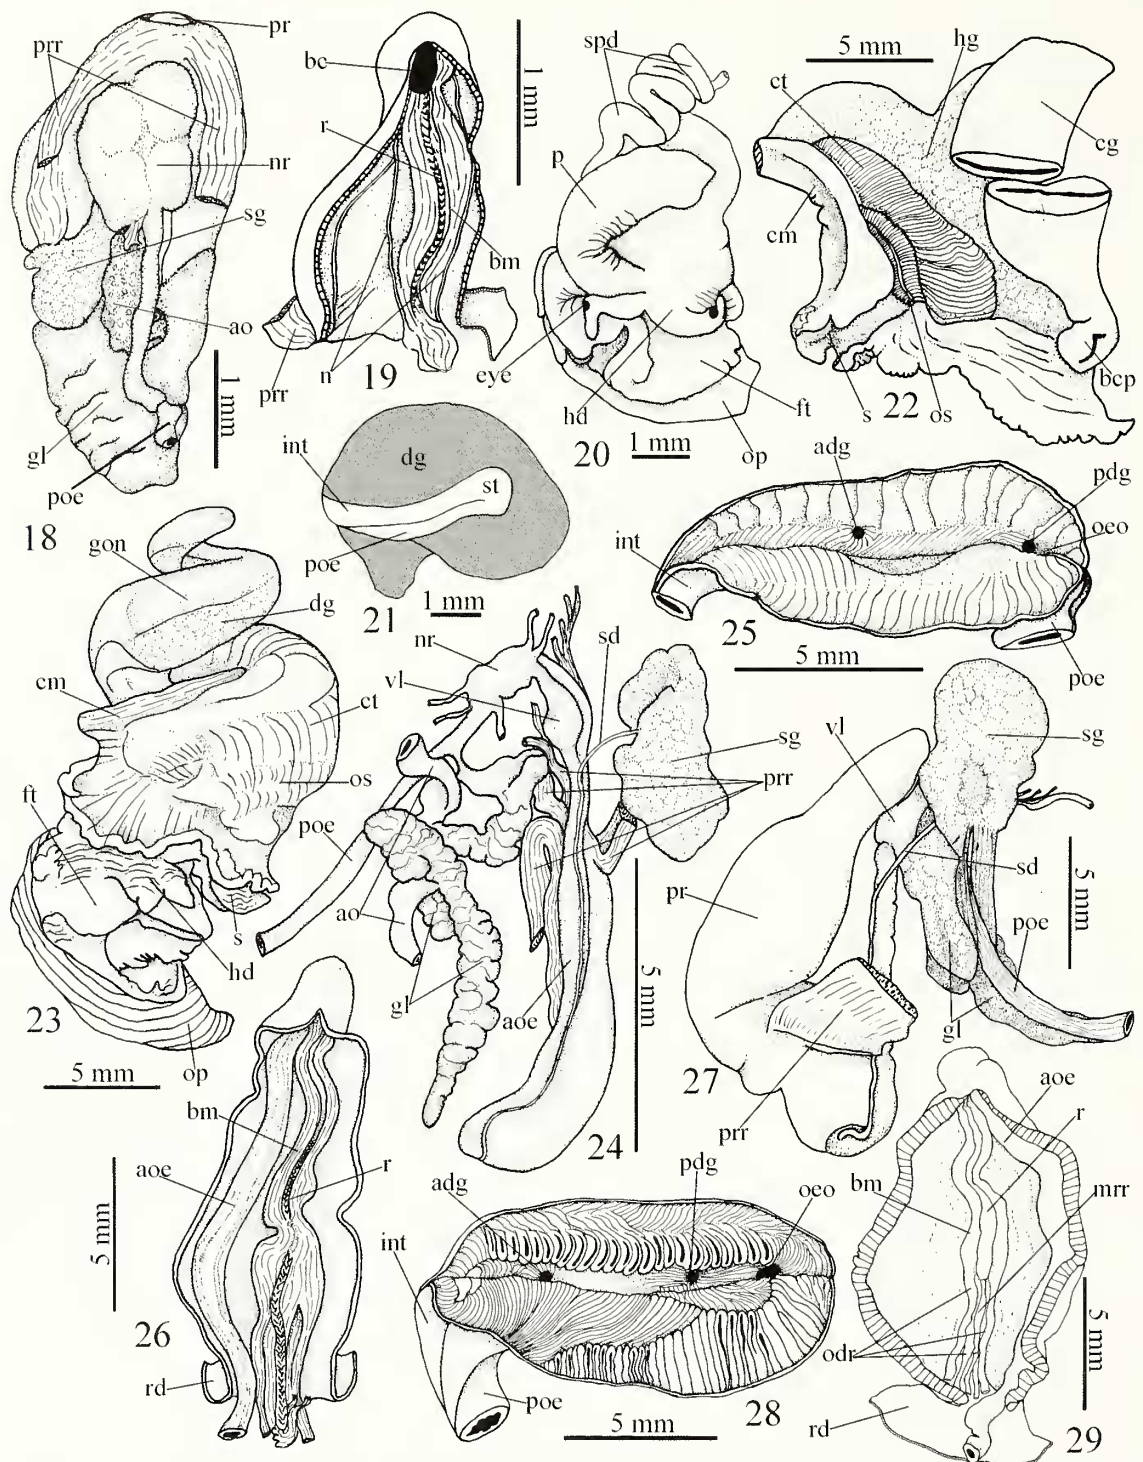 pr
prr
nr
sg
ao
1 mm
gl
poe
18
bc
r
bm
1 mm
n
prr
19
spd
p
eye
hd
ft
op
20
1 mm
5 mm
hg
ct
cg
cm
bcp
s
os
22
int
dg
st
poe
21
1 mm
adg
pdg
oeo
int
25
5 mm
poe
gon
dg
cm
ct
os
ft
s
hd
op
23
5 mm
nr
vl
sd
sg
prr
poe
ao
gl
aoe
24
5 mm
vl
sg
sd
pr
poe
5 mm
gl
prr
27
bm
aoe
r
5 mm
26
rd
adg
pdg
oeo
int
poe
28
5 mm
aoe
r
bm
mrr
odr
5 mm
rd
29